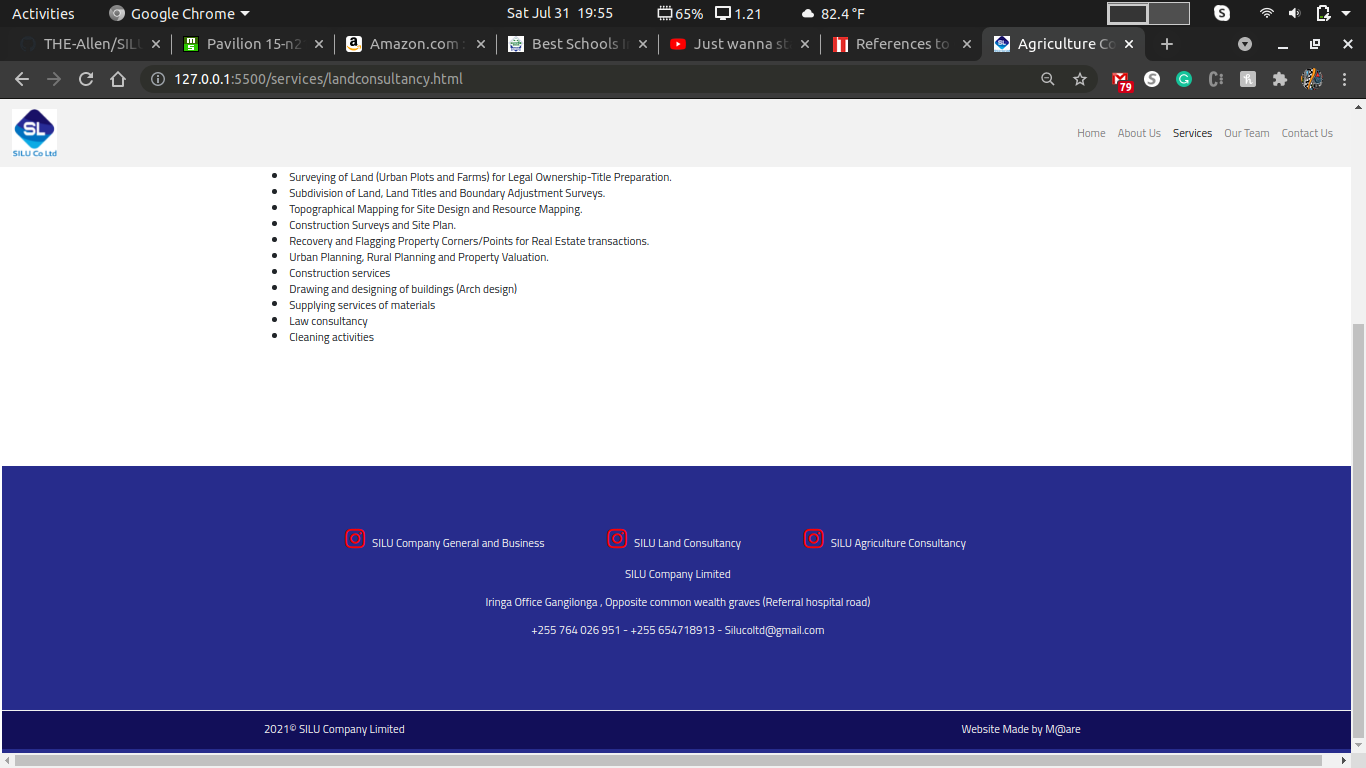 Activities Google Chrome Sat Jul 31 19:55 65% 1.21 82.4 °F
THE-Allen/SILU Pavilion 15-n2 Amazon.com : Best Schools I Just wanna st References to Agriculture Co
127.0.0.1:5500/services/landconsultancy.html 79
SL
SILU Co Ltd
Home About Us Services Our Team Contact Us
Surveying of Land (Urban Plots and Farms) for Legal Ownership-Title Preparation.
Subdivision of Land, Land Titles and Boundary Adjustment Surveys.
Topographical Mapping for Site Design and Resource Mapping.
Construction Surveys and Site Plan.
Recovery and Flagging Property Corners/Points for Real Estate transactions.
Urban Planning, Rural Planning and Property Valuation.
Construction services
Drawing and designing of buildings (Arch design)
Supplying services of materials
Law consultancy
Cleaning activities
SILU Company General and Business SILU Land Consultancy SILU Agriculture Consultancy
SILU Company Limited
Iringa Office Gangilonga , Opposite common wealth graves (Referral hospital road)
+255 764 026 951 - +255 654718913 - Silucoltd@gmail.com
2021© SILU Company Limited Website Made by M@are